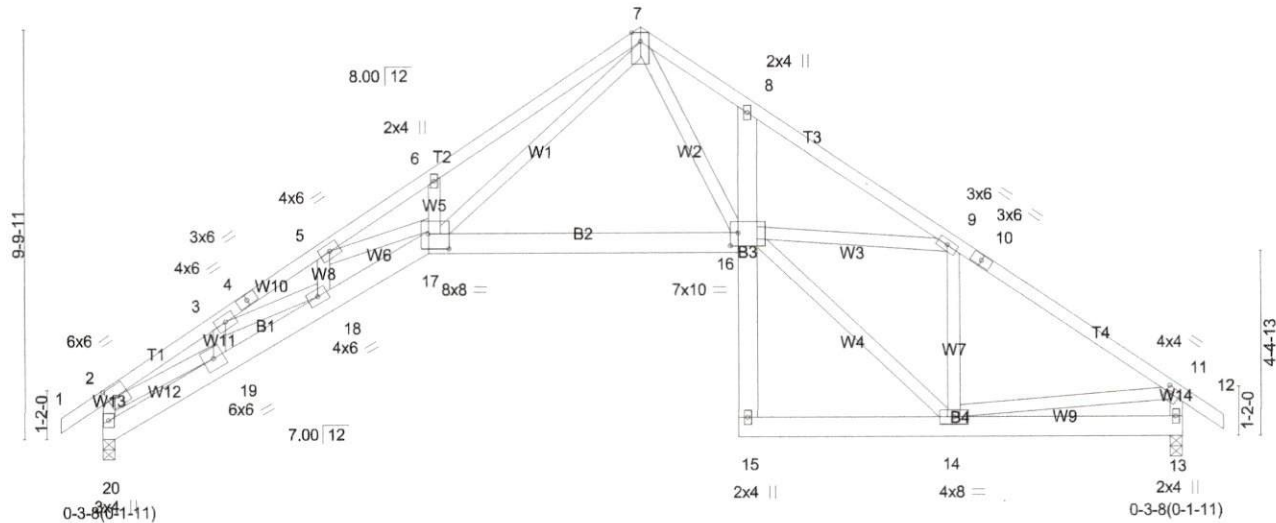 7
2x4 ||
8
8.00 12
T3
2x4 ||
6 T2
W1
W2
4x6
W5
3x6
9 3x6
10
9-9-11
5
3x6
W6
B2
W3
B3
16
4x6
4
W10
W8
17
8x8 =
7x10 =
3
B1
18
4x6
W4
W7
T4
4x4
11
4-4-13
6x6
T1
W11
2
W13
W12
1
19
6x6
12
W14
1-2-0
7.00 12
B4
W9
1-2-0
20
3x4 ||
0-3-8(0-1-11)
15
2x4 ||
14
4x8 =
13
2x4 ||
0-3-8(0-1-11)